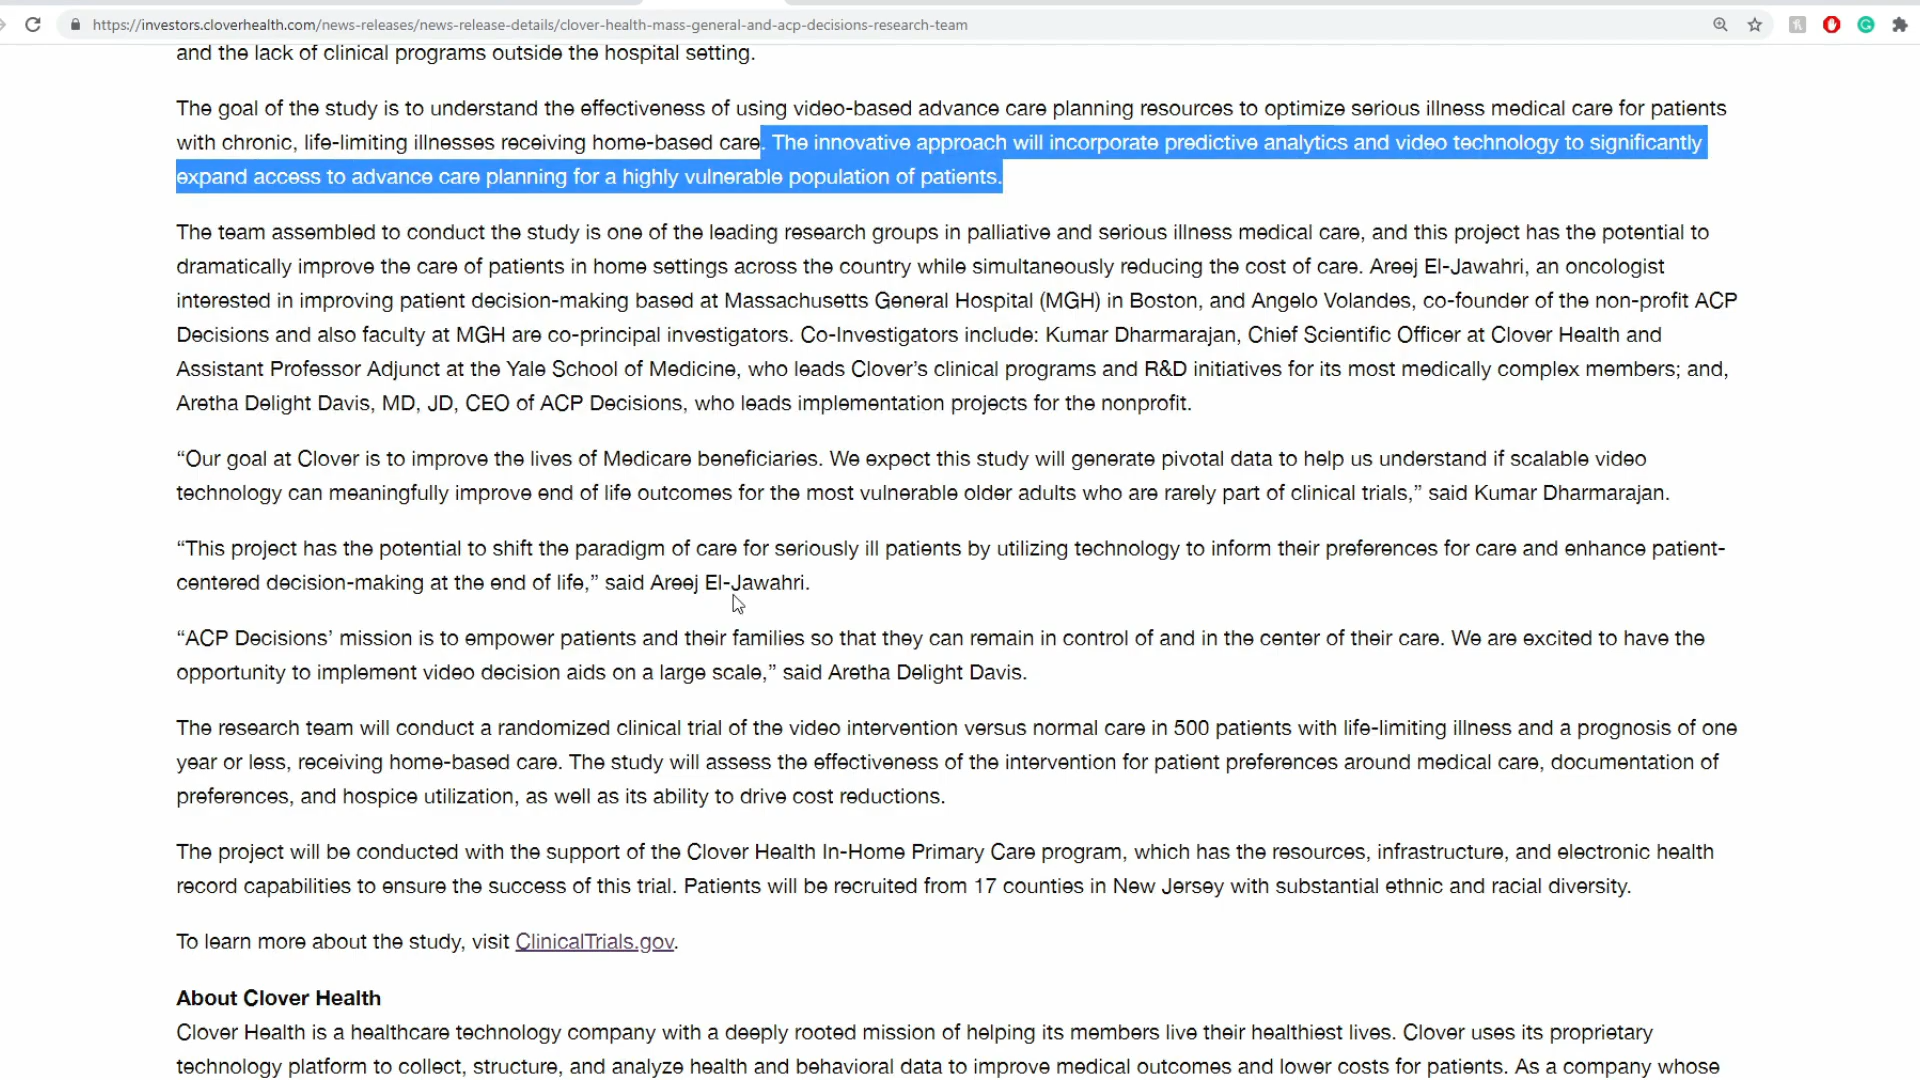 https://investors.cloverhealth.com/news-releases/news-release-details/clover-health-mass-general-and-acp-decisions-research-team
and the lack of clinical programs outside the hospital setting.
The goal of the study is to understand the effectiveness of using video-based advance care planning resources to optimize serious illness medical care for patients
with chronic, life-limiting illnesses receiving home-based care. The innovative approach will incorporate predictive analytics and video technology to significantly
expand access to advance care planning for a highly vulnerable population of patients.
The team assembled to conduct the study is one of the leading research groups in palliative and serious illness medical care, and this project has the potential to
dramatically improve the care of patients in home settings across the country while simultaneously reducing the cost of care. Areej El-Jawahri, an oncologist
interested in improving patient decision-making based at Massachusetts General Hospital (MGH) in Boston, and Angelo Volandes, co-founder of the non-profit ACP
Decisions and also faculty at MGH are co-principal investigators. Co-Investigators include: Kumar Dharmarajan, Chief Scientific Officer at Clover Health and
Assistant Professor Adjunct at the Yale School of Medicine, who leads Clover’s clinical programs and R&D initiatives for its most medically complex members; and,
Aretha Delight Davis, MD, JD, CEO of ACP Decisions, who leads implementation projects for the nonprofit.
“Our goal at Clover is to improve the lives of Medicare beneficiaries. We expect this study will generate pivotal data to help us understand if scalable video
technology can meaningfully improve end of life outcomes for the most vulnerable older adults who are rarely part of clinical trials,” said Kumar Dharmarajan.
“This project has the potential to shift the paradigm of care for seriously ill patients by utilizing technology to inform their preferences for care and enhance patient-
centered decision-making at the end of life,” said Areej El-Jawahri.
“ACP Decisions’ mission is to empower patients and their families so that they can remain in control of and in the center of their care. We are excited to have the
opportunity to implement video decision aids on a large scale,” said Aretha Delight Davis.
The research team will conduct a randomized clinical trial of the video intervention versus normal care in 500 patients with life-limiting illness and a prognosis of one
year or less, receiving home-based care. The study will assess the effectiveness of the intervention for patient preferences around medical care, documentation of
preferences, and hospice utilization, as well as its ability to drive cost reductions.
The project will be conducted with the support of the Clover Health In-Home Primary Care program, which has the resources, infrastructure, and electronic health
record capabilities to ensure the success of this trial. Patients will be recruited from 17 counties in New Jersey with substantial ethnic and racial diversity.
To learn more about the study, visit ClinicalTrials.gov.
About Clover Health
Clover Health is a healthcare technology company with a deeply rooted mission of helping its members live their healthiest lives. Clover uses its proprietary
technology platform to collect, structure, and analyze health and behavioral data to improve medical outcomes and lower costs for patients. As a company whose